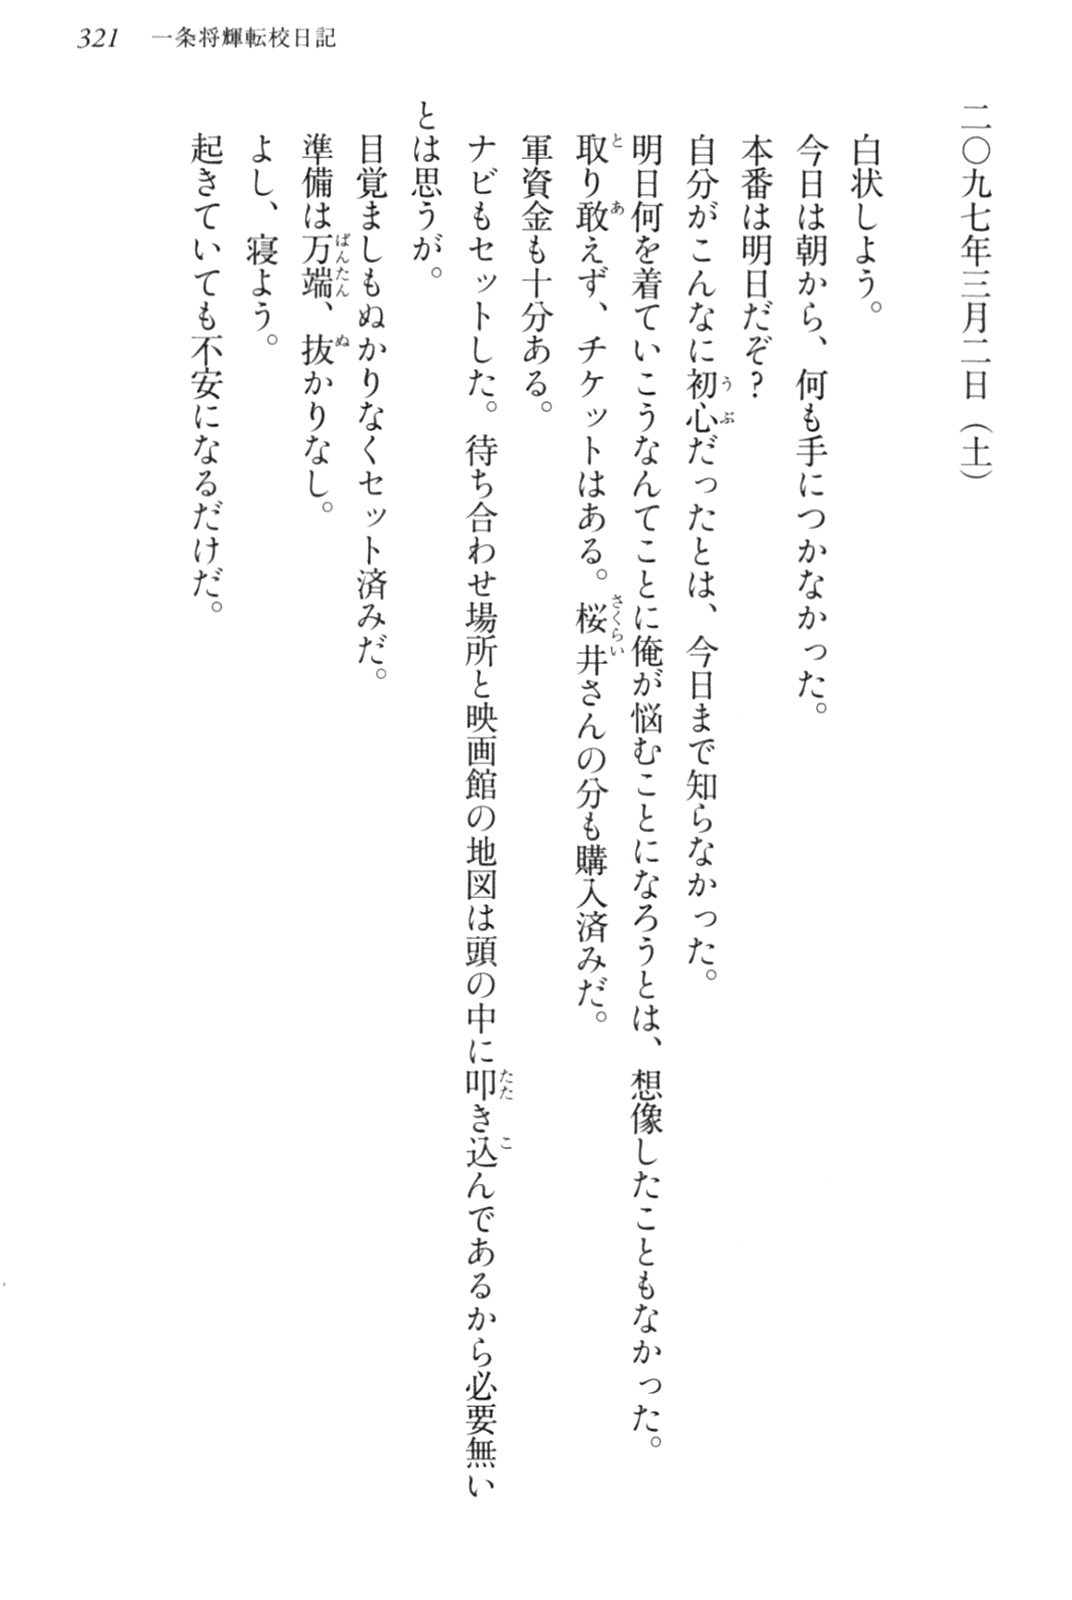 321 一条将輝転校日記
二〇九七年三月二日（土）
白状しよう。
今日は朝から、何も手につかなかった。
本番は明日だぞ？
自分がこんなに初心だったとは、今日まで知らなかった。
明日何を着ていこうなんてことに俺が悩むことになろうとは、想像したこともなかった。
取り敢えず、チケットはある。桜井さんの分も購入済みだ。
軍資金も十分ある。
ナビもセットした。待ち合わせ場所と映画館の地図は頭の中に叩き込んであるから必要無い
とは思うが。
目覚ましもぬかりなくセット済みだ。
準備は万端、抜かりなし。
よし、寝よう。
起きていても不安になるだけだ。